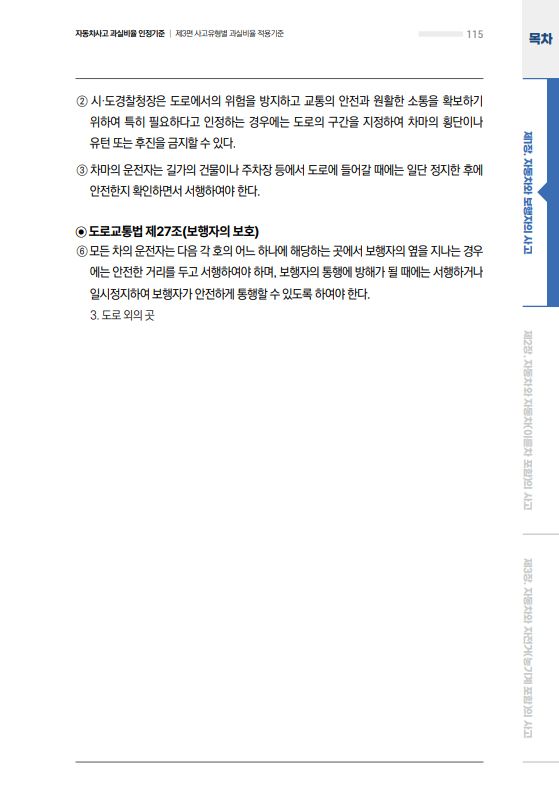 자동차사고 과실비율 인정기준 | 제3편 사고유형별 과실비율 적용기준
115
목차
② 시·도경찰청장은 도로에서의 위험을 방지하고 교통의 안전과 원활한 소통을 확보하기
위하여 특히 필요하다고 인정하는 경우에는 도로의 구간을 지정하여 차마의 횡단이나
유턴 또는 후진을 금지할 수 있다.
③ 차마의 운전자는 길가의 건물이나 주차장 등에서 도로에 들어갈 때에는 일단 정지한 후에
안전한지 확인하면서 서행하여야 한다.
◉ 도로교통법 제27조(보행자의 보호)
⑥ 모든 차의 운전자는 다음 각 호의 어느 하나에 해당하는 곳에서 보행자의 옆을 지나는 경우
에는 안전한 거리를 두고 서행하여야 하며, 보행자의 통행에 방해가 될 때에는 서행하거나
일시정지하여 보행자가 안전하게 통행할 수 있도록 하여야 한다.
3. 도로 외의 곳
제1장. 자동차와 보행자의 사고
제2장. 자동차와 자동차(이륜차 포함)의 사고
제3장. 자동차와 자전거(농기계 포함)의 사고